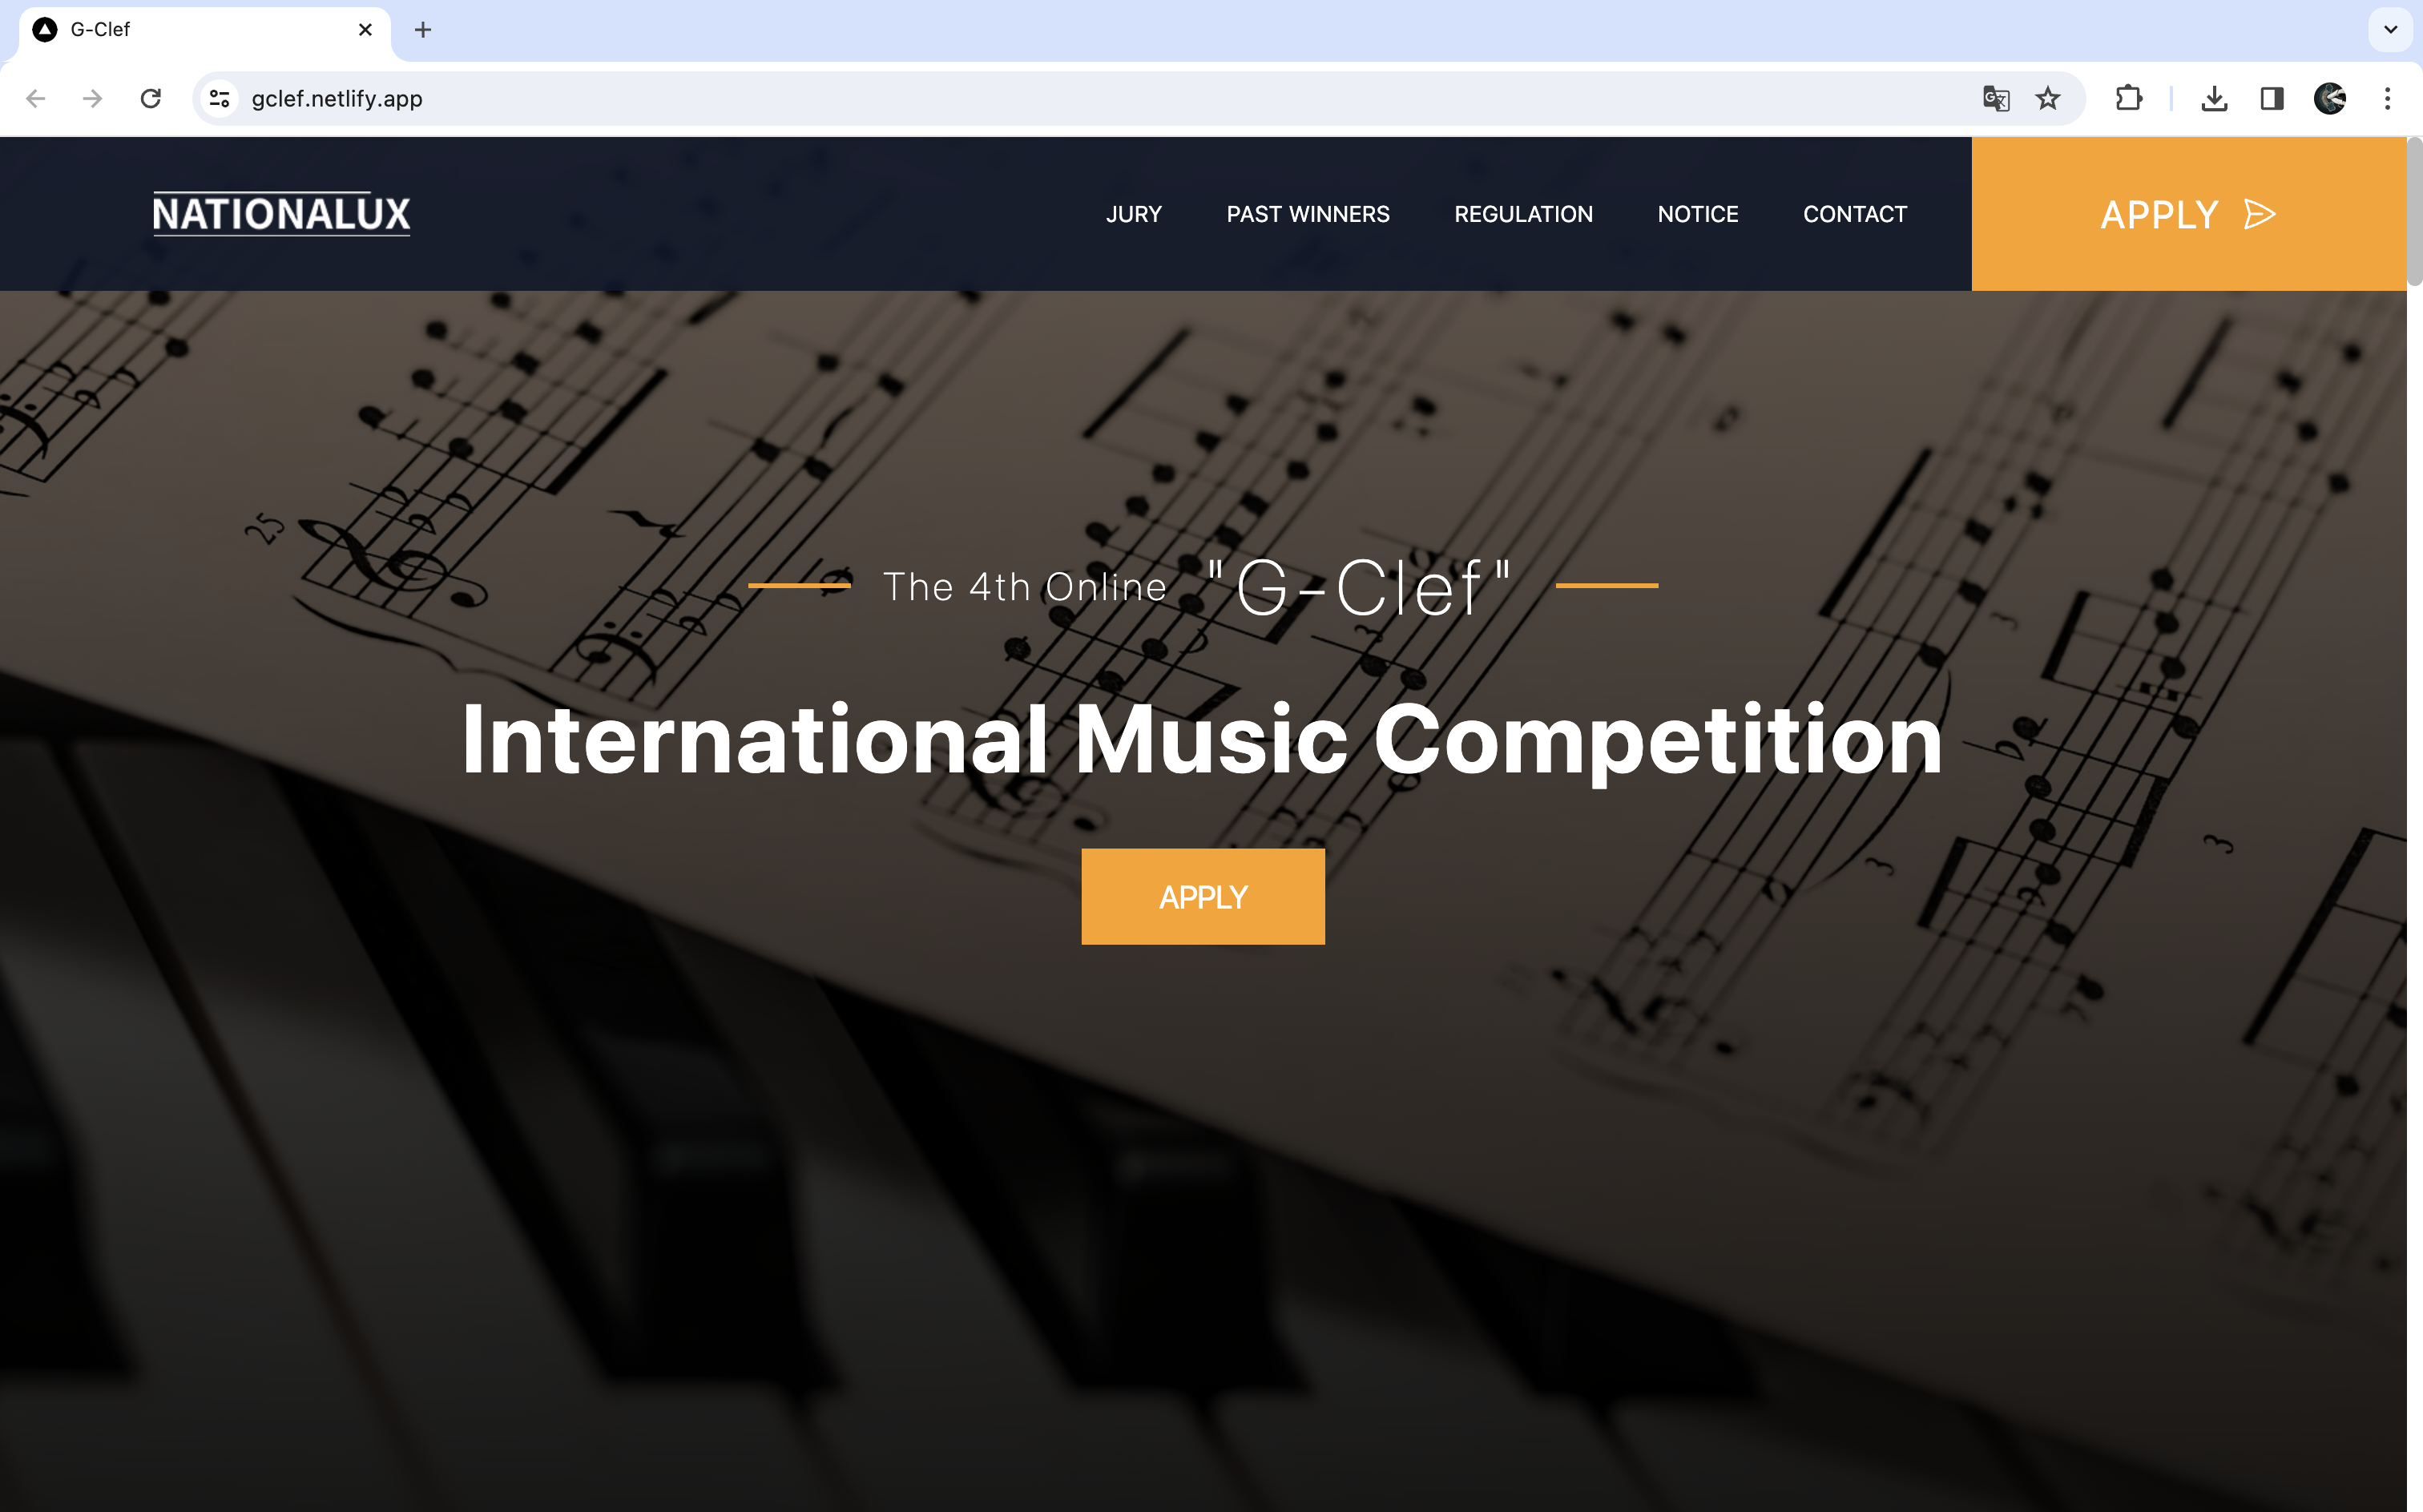 G-Clef
gclef.netlify.app
NATIONALUX
JURY PAST WINNERS REGULATION NOTICE CONTACT APPLY
25
The 4th Online "G-Clef"
International Music Competition
APPLY